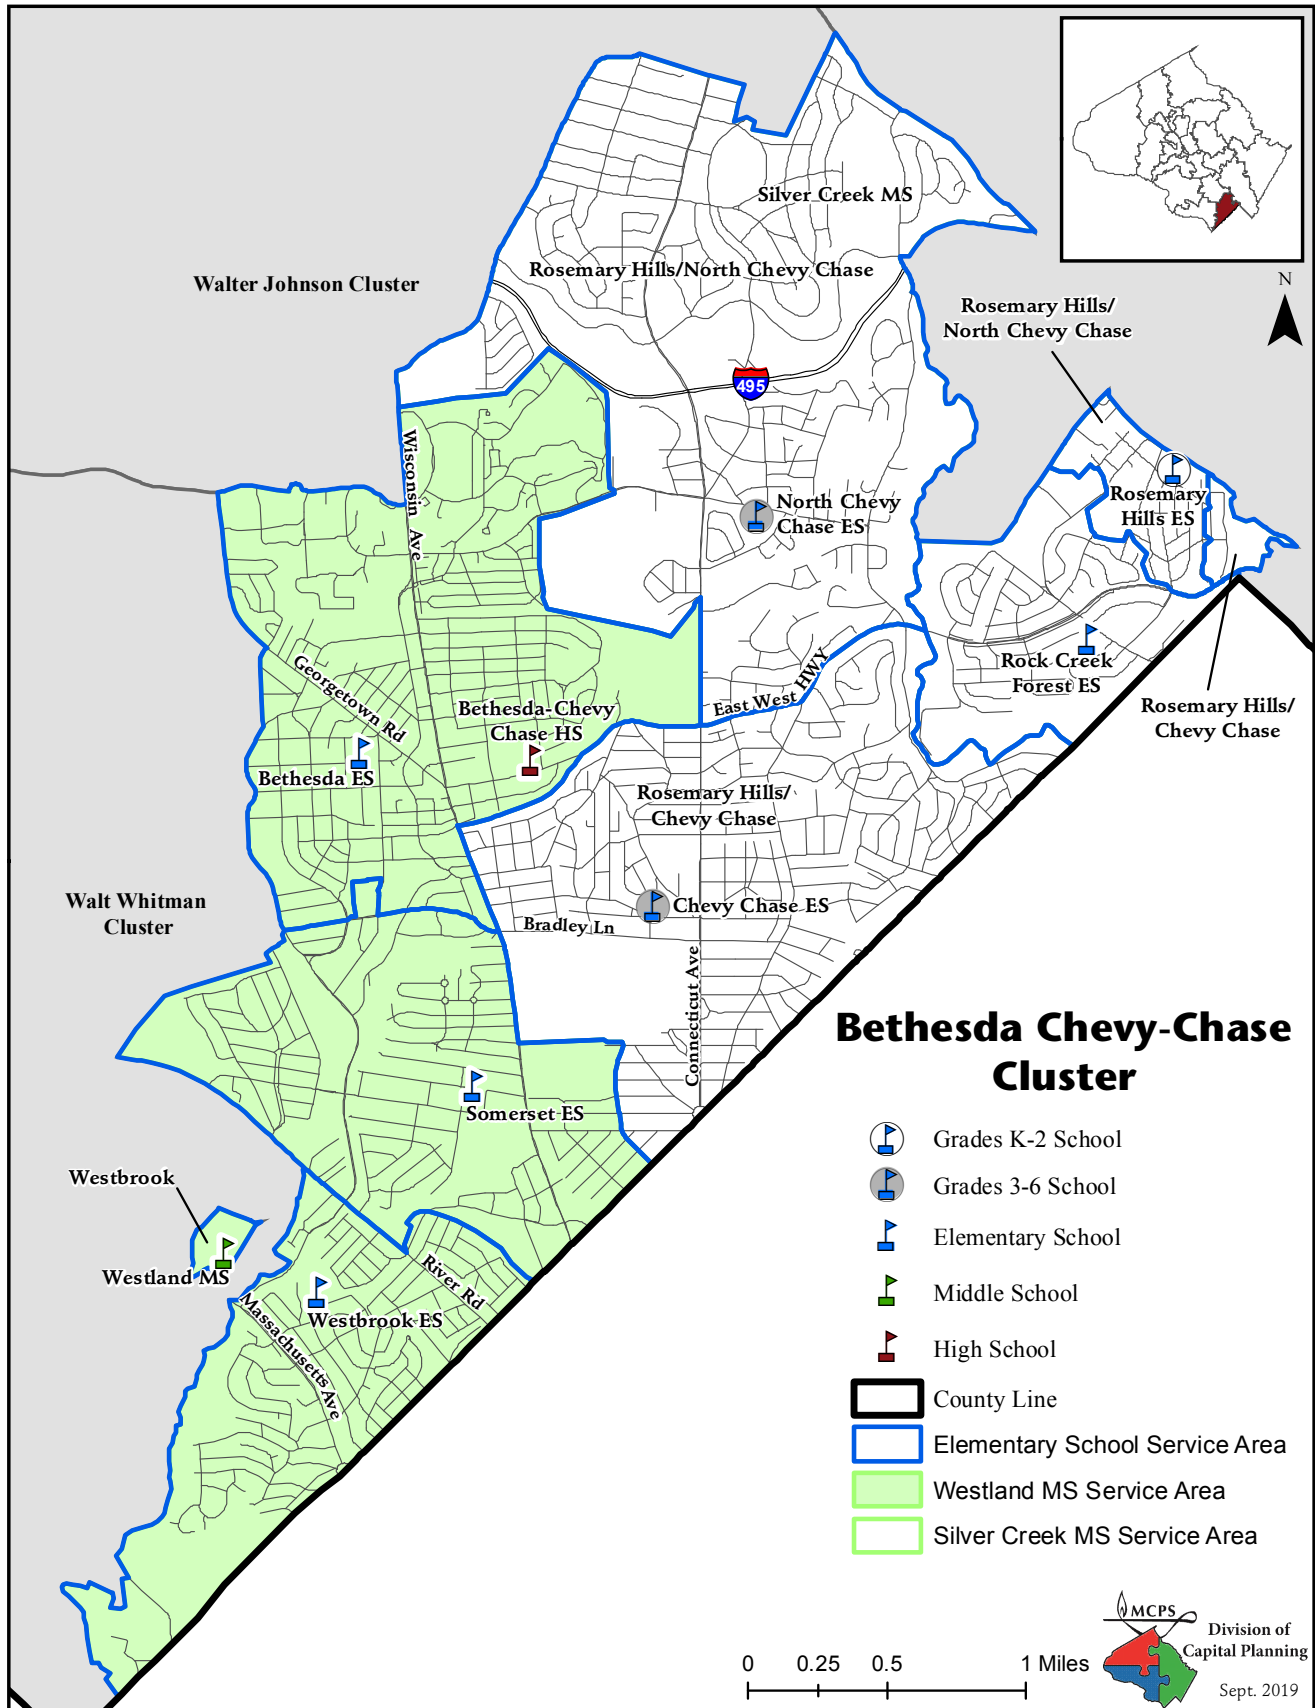 Silver Creek MS
Rosemary Hills/North Chevy Chase
Walter Johnson Cluster
N
Rosemary Hills/
North Chevy Chase
495
Wisconsin Ave
North Chevy
Chase ES
Rosemary
Hills ES
Rock Creek
Forest ES
Rosemary Hills/
Chevy Chase
East West HWY
Georgetown Rd
Bethesda-Chevy
Chase HS
Bethesda ES
Rosemary Hills/
Chevy Chase
Walt Whitman
Cluster
Chevy Chase ES
Bradley Ln
Connecticut Ave
Somerset ES
Westbrook
Westland MS
River Rd
Westbrook ES
Massachusetts Ave
Bethesda Chevy-Chase
Cluster
Grades K-2 School
Grades 3-6 School
Elementary School
Middle School
High School
County Line
Elementary School Service Area
Westland MS Service Area
Silver Creek MS Service Area
0 0.25 0.5 1 Miles
MCPS
Division of
Capital Planning
Sept. 2019